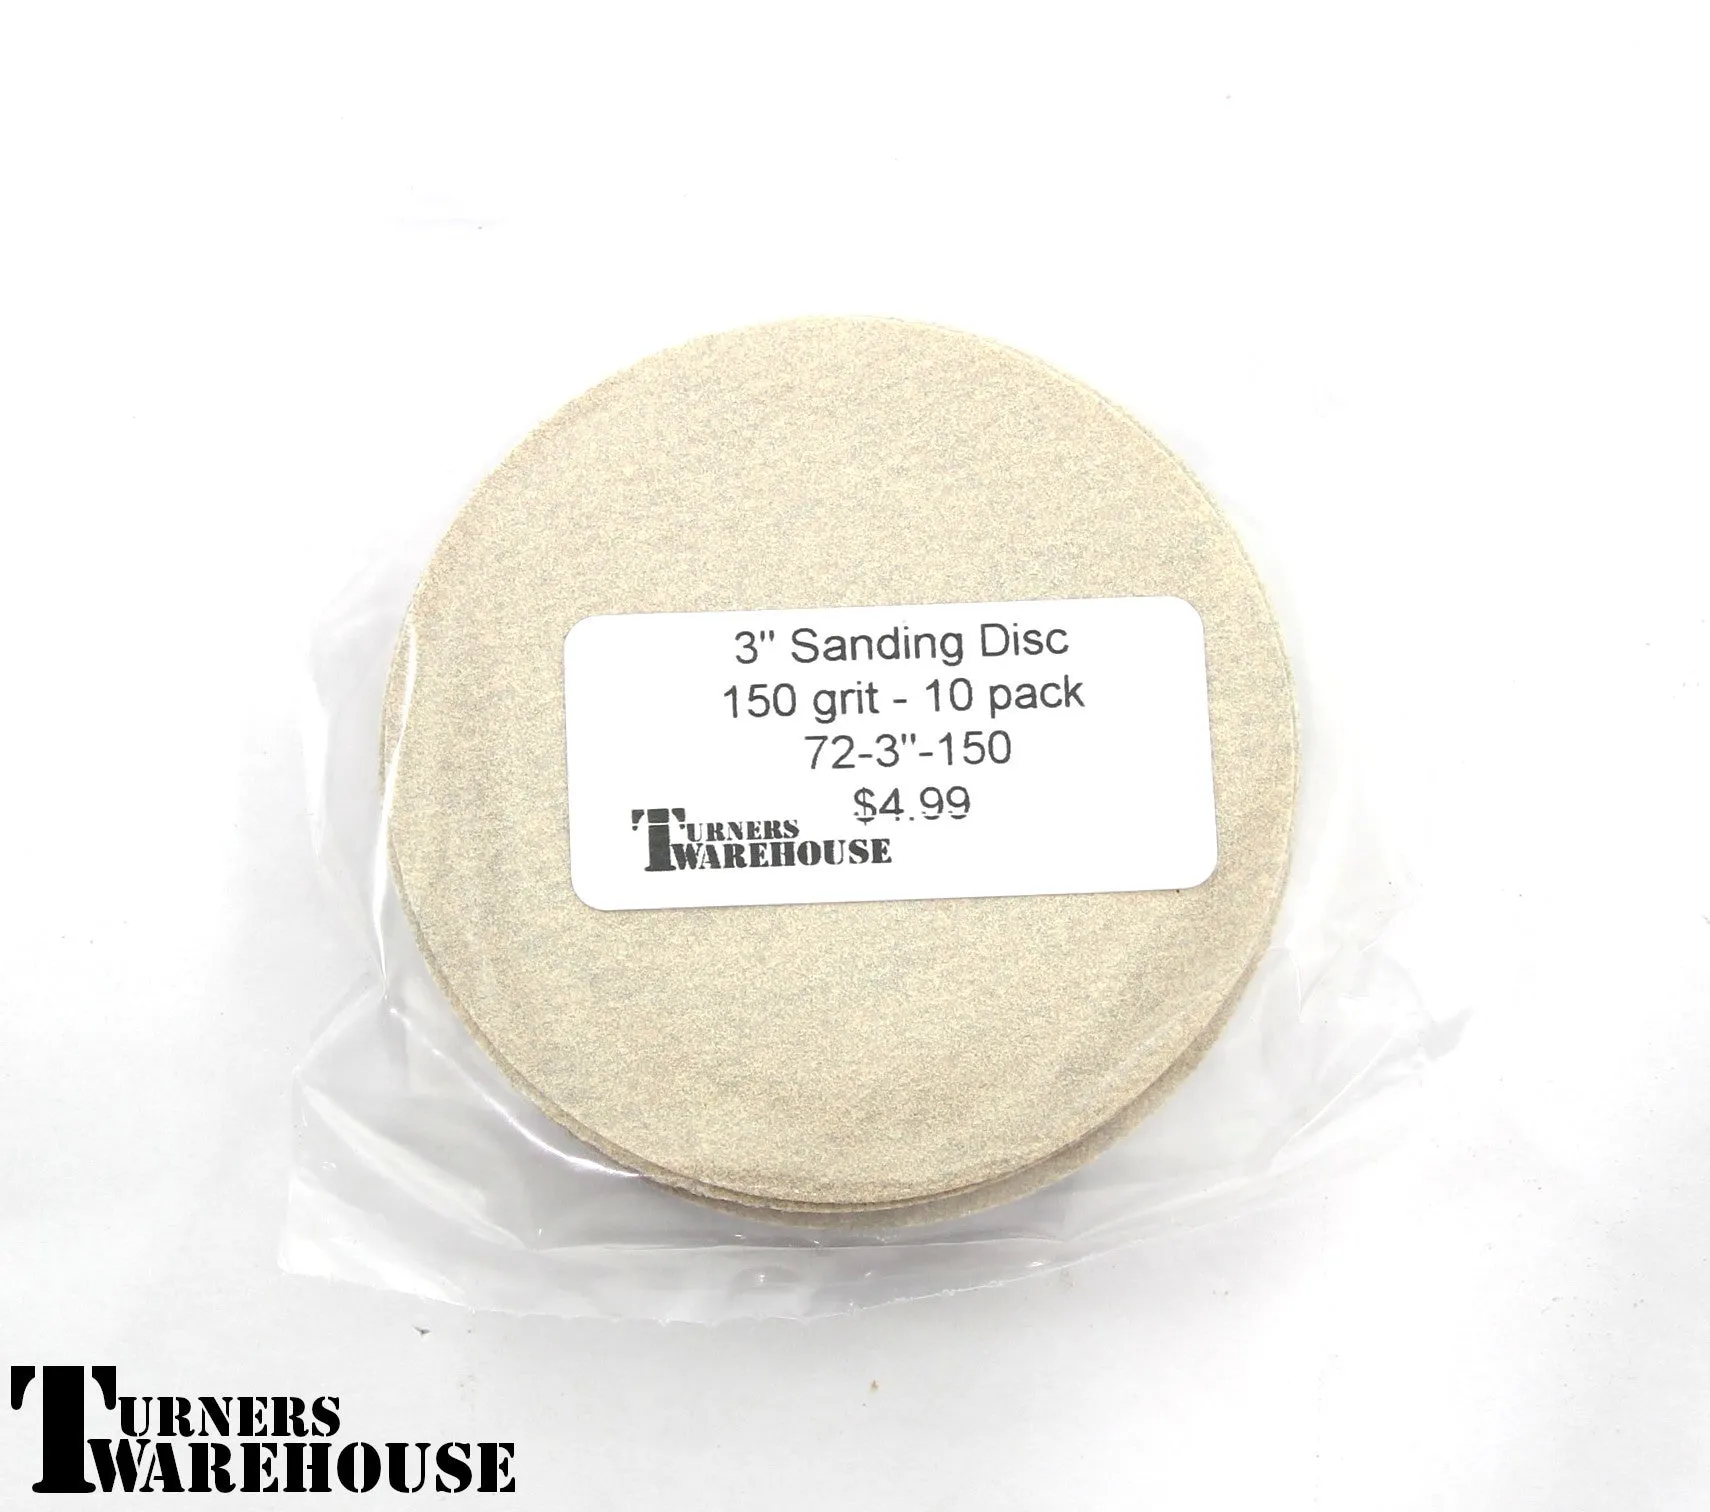 3" Sanding Disc
150 grit - 10 pack
72-3"-150
$4.99
TURNERS
WAREHOUSE
TURNERS
WAREHOUSE